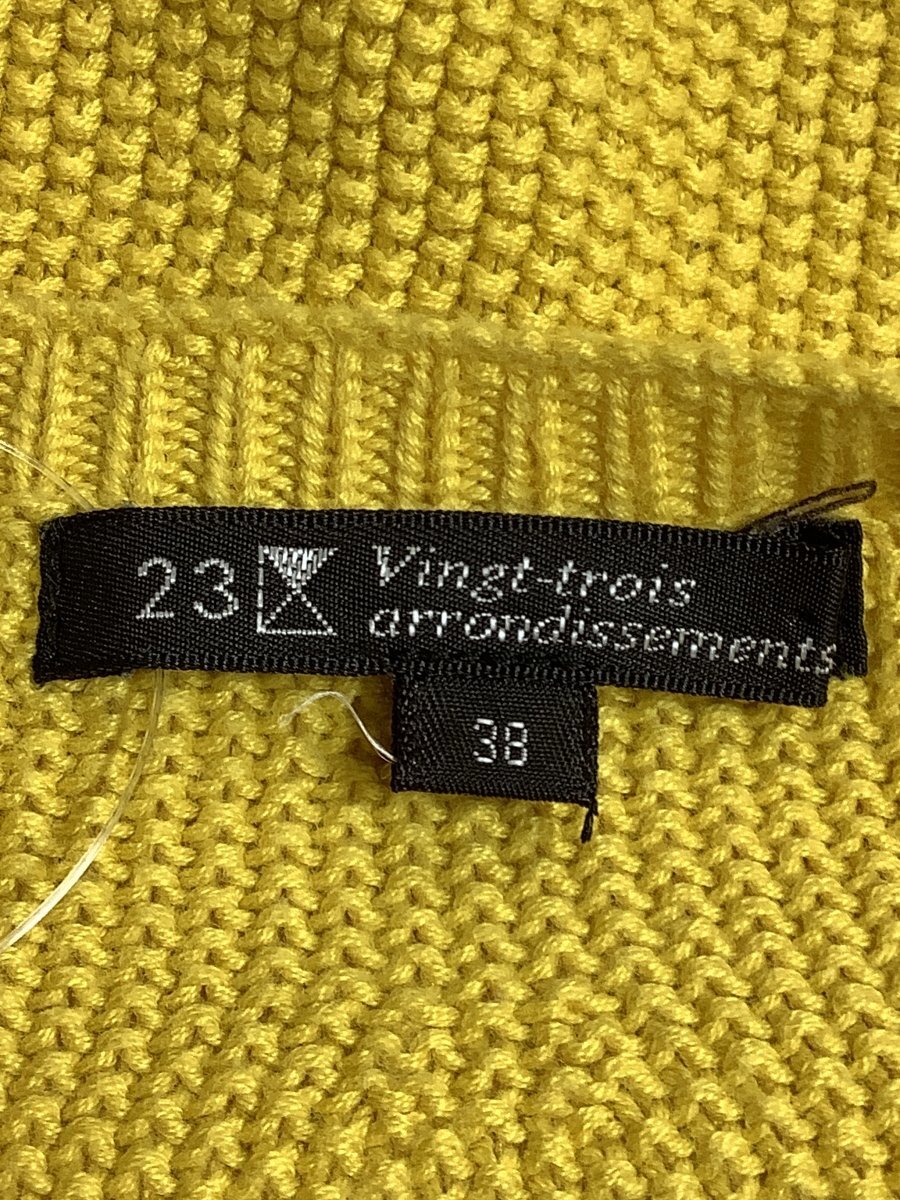 23 Vingt-trois
arrondissements
38